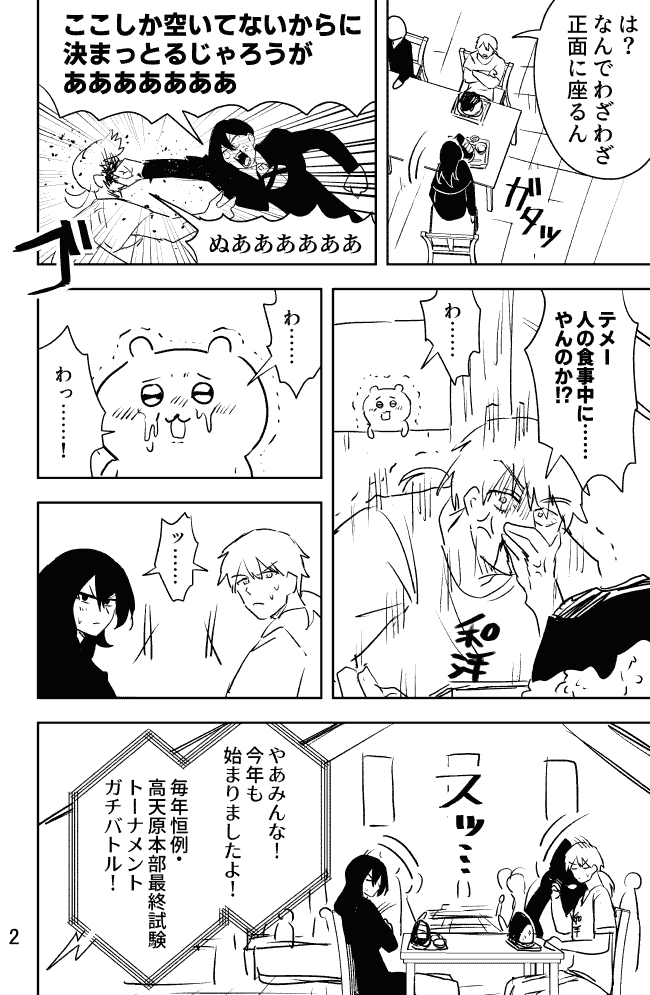 は？
なんでわざわざ
正面に座るん
ガタッ
ここしか空いてないからに
決まっとるじゃろうが
あああああああ
ぬああああああ
ブ
テメー
人の食事中に……
やんのか!?
わ……
和洋
わ……
わっ……！
ッ……
スッ…
やあみんな！
今年も
始まりましたよ！
毎年恒例・
高天原本部最終試験
トーナメント
ガチバトル！
2